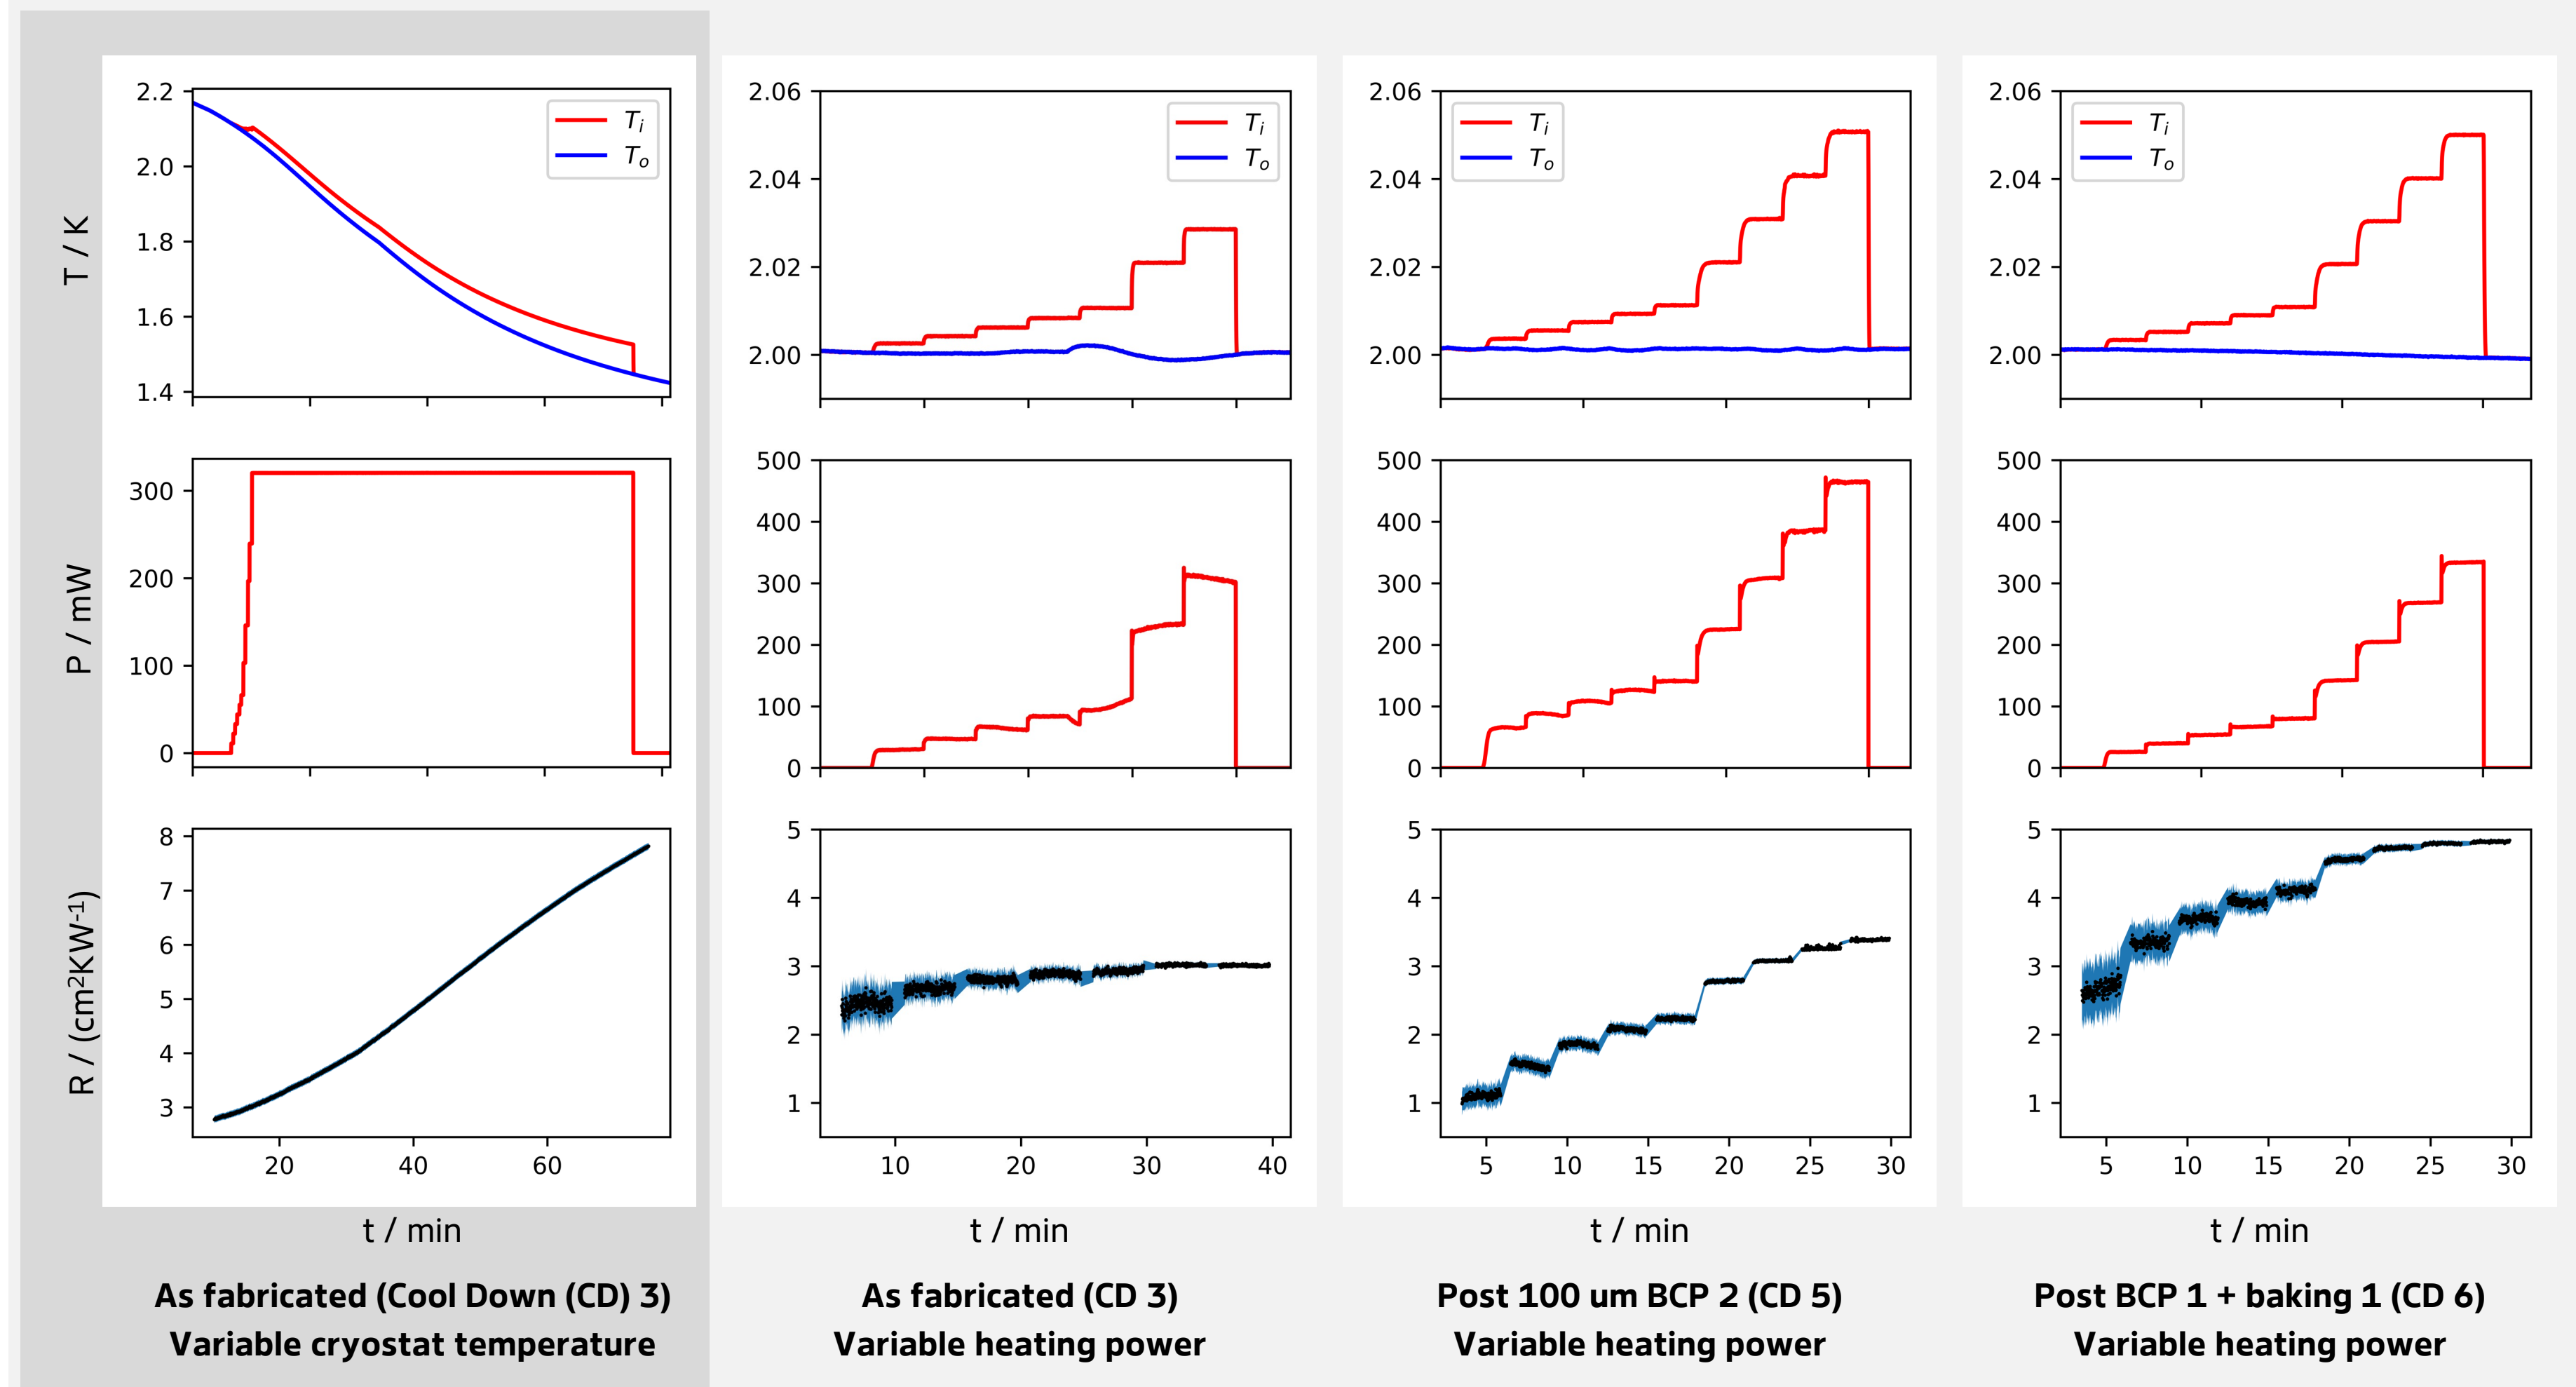 T / K
2.2
2.0
1.8
1.6
1.4
Ti
To
2.06
2.04
2.02
2.00
Ti
To
2.06
2.04
2.02
2.00
Ti
To
2.06
2.04
2.02
2.00
Ti
To
P / mW
300
200
100
0
500
400
300
200
100
0
500
400
300
200
100
0
500
400
300
200
100
0
R / (cm²KW⁻¹)
8
7
6
5
4
3
20 40 60
5
4
3
2
1
10 20 30 40
5
4
3
2
1
5 10 15 20 25 30
5
4
3
2
1
5 10 15 20 25 30
t / min
t / min
t / min
t / min
As fabricated (Cool Down (CD) 3)
Variable cryostat temperature
As fabricated (CD 3)
Variable heating power
Post 100 um BCP 2 (CD 5)
Variable heating power
Post BCP 1 + baking 1 (CD 6)
Variable heating power